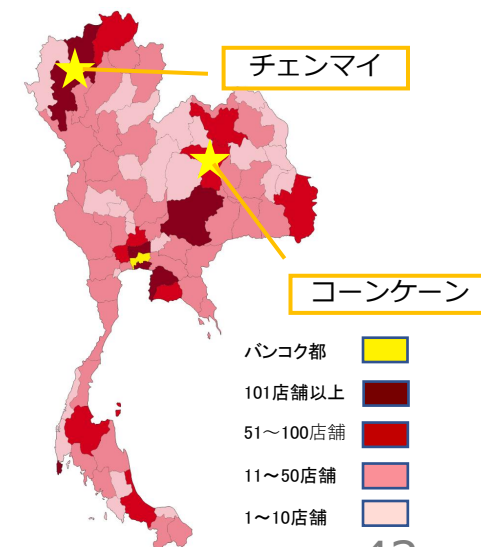 チェンマイ
コーンケーン
バンコク都
101店舗以上
51～100店舗
11～50店舗
1～10店舗